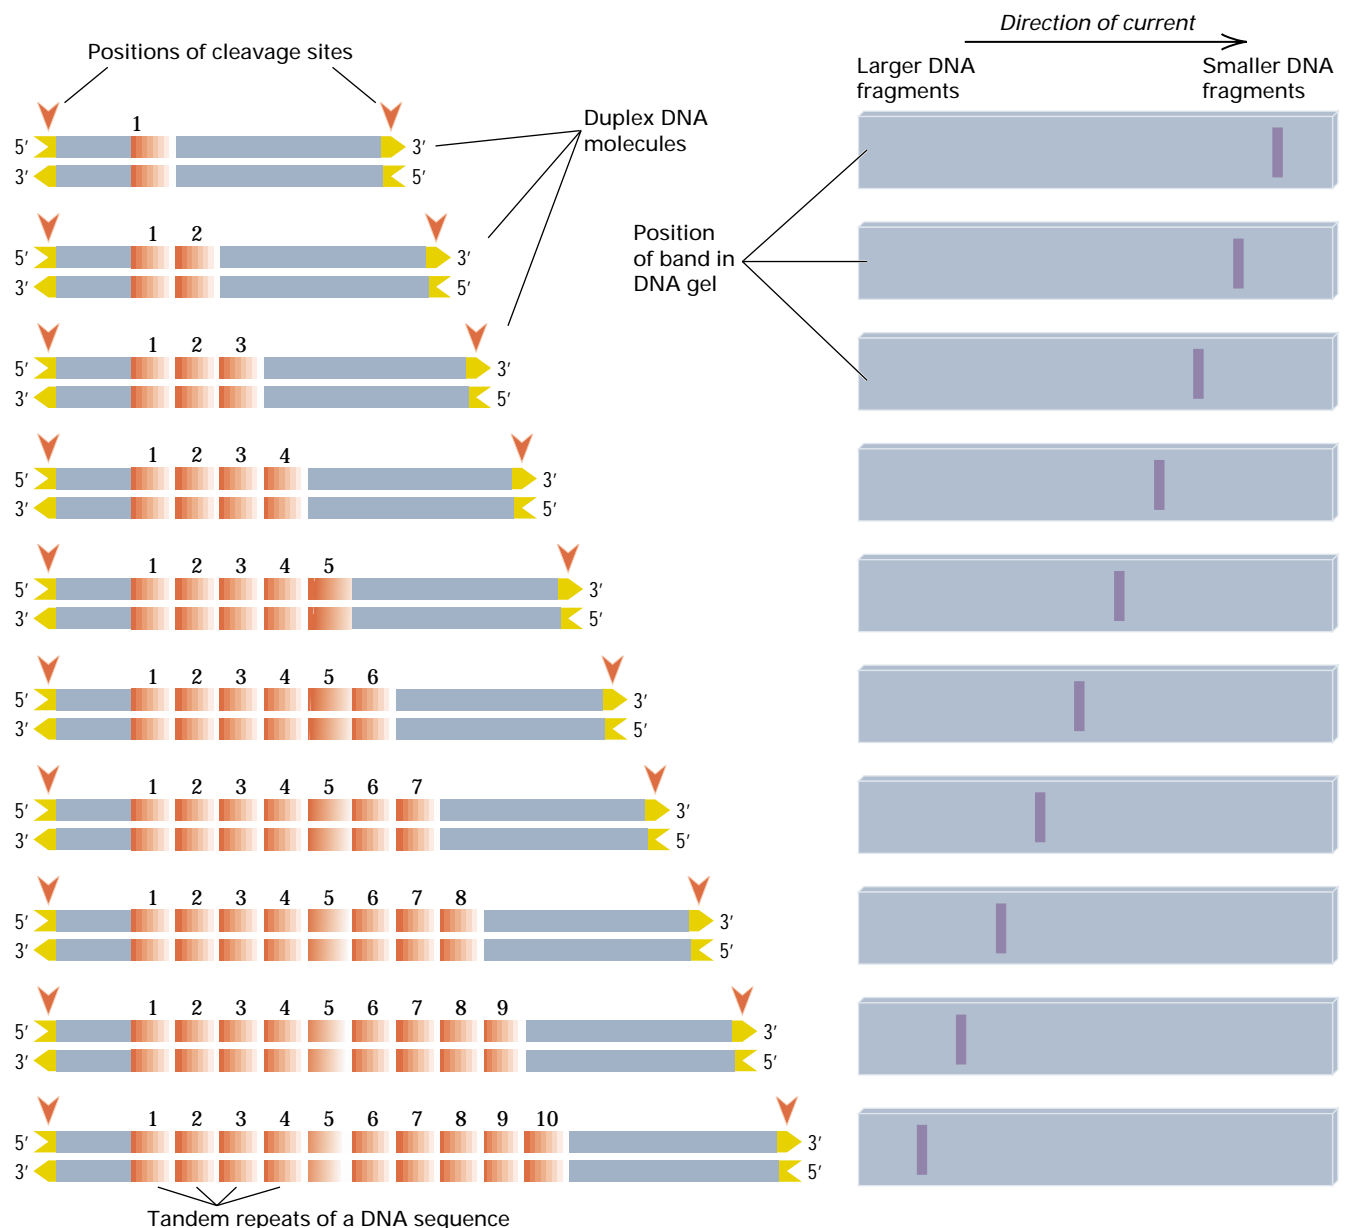 Direction of current
Positions of cleavage sites
Larger DNA
fragments
Smaller DNA
fragments
1
Duplex DNA
molecules
5′ 3′
3′ 5′
1 2
5′ 3′
3′ 5′
Position
of band in
DNA gel
1 2 3
5′ 3′
3′ 5′
1 2 3 4
5′ 3′
3′ 5′
1 2 3 4 5
5′ 3′
3′ 5′
1 2 3 4 5 6
5′ 3′
3′ 5′
1 2 3 4 5 6 7
5′ 3′
3′ 5′
1 2 3 4 5 6 7 8
5′ 3′
3′ 5′
1 2 3 4 5 6 7 8 9
5′ 3′
3′ 5′
1 2 3 4 5 6 7 8 9 10
5′ 3′
3′ 5′
Tandem repeats of a DNA sequence